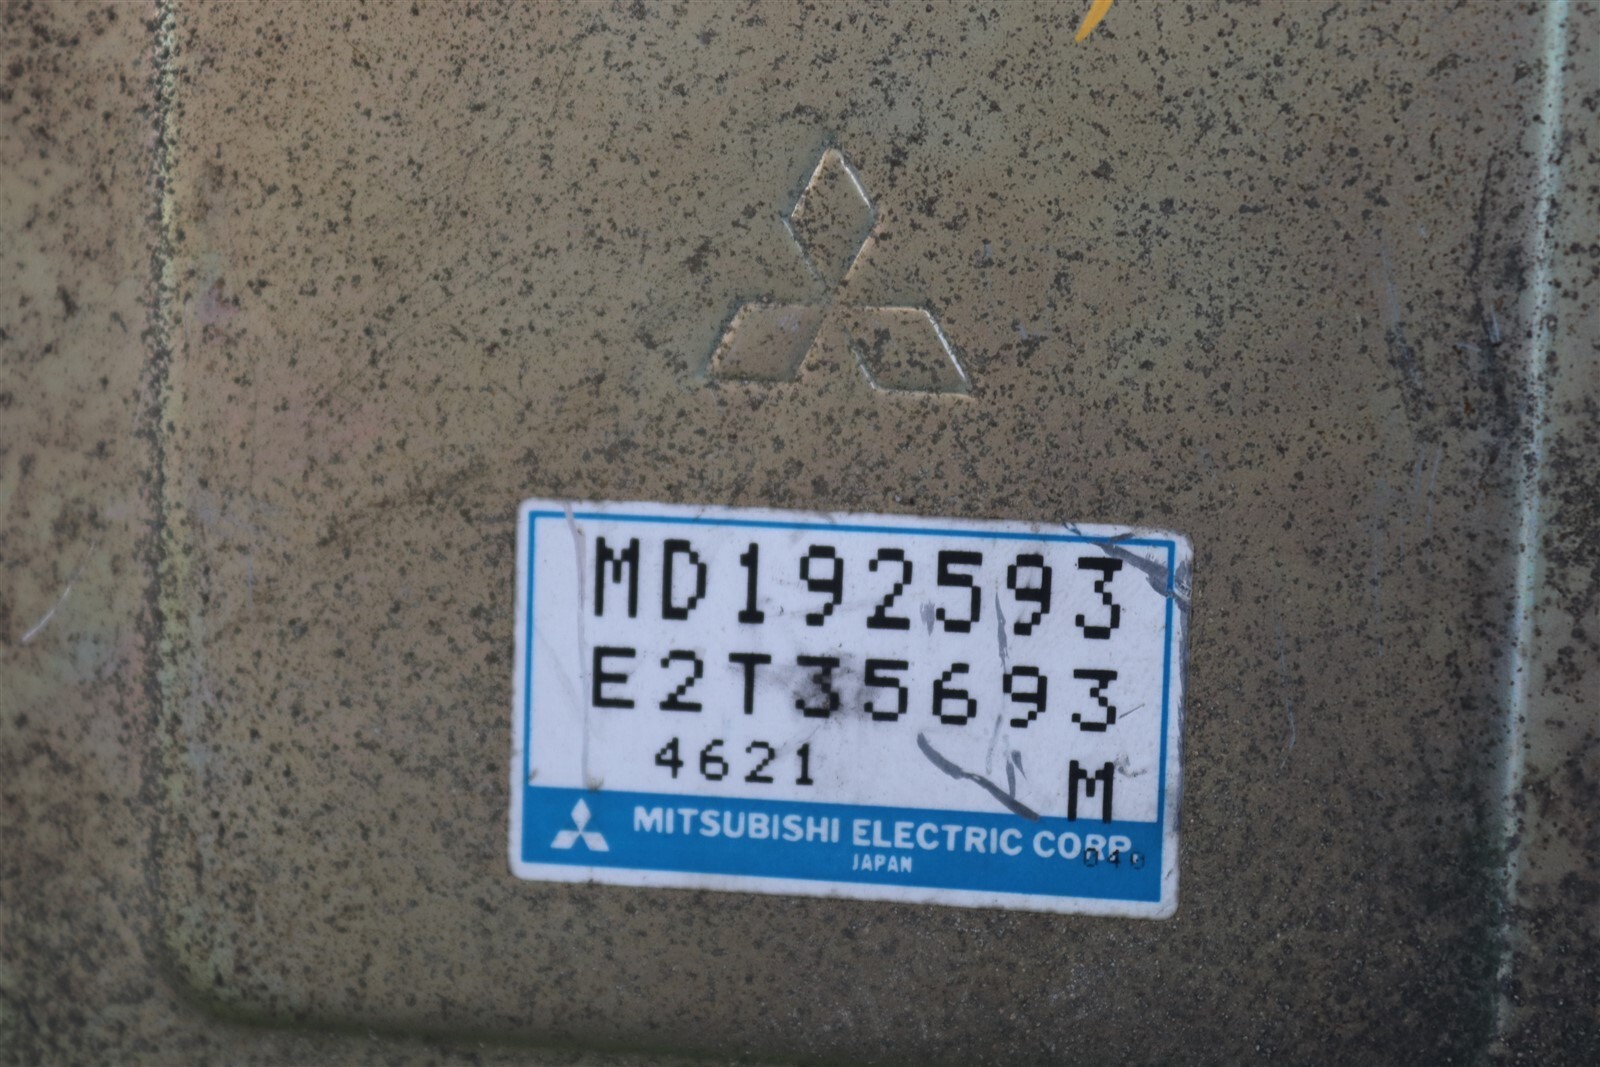 MD192593
E2T35693
4621 M
MITSUBISHI ELECTRIC CORP.
JAPAN